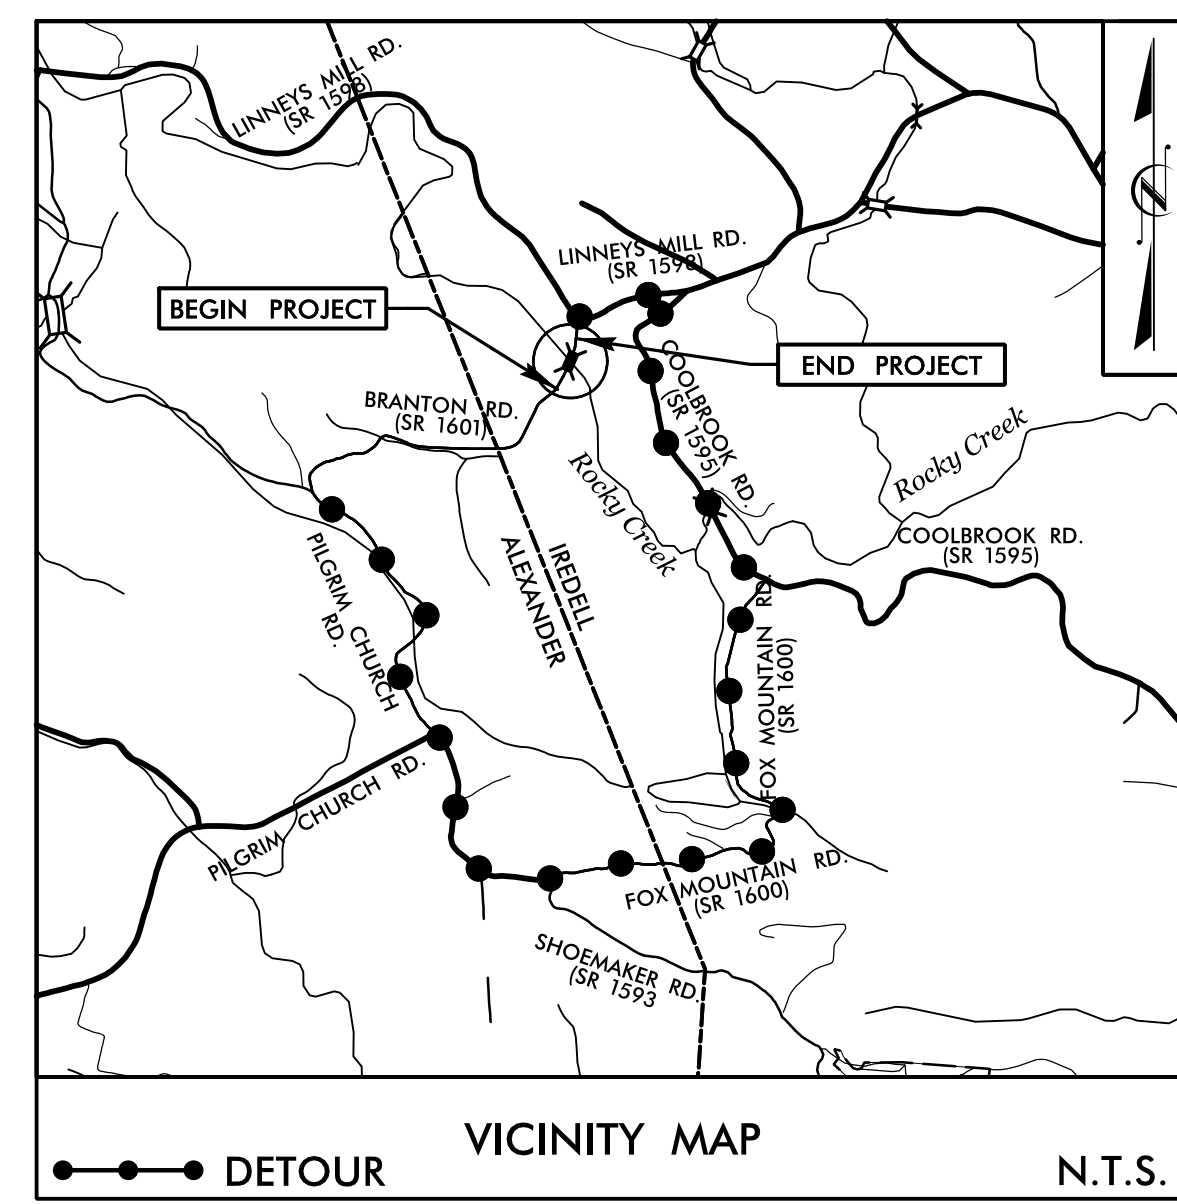 LINNEYS MILL RD.
(SR 1598)
LINNEYS MILL RD.
(SR 1598)
BEGIN PROJECT
END PROJECT
BRANTON RD.
(SR 1601)
COOLBROOK RD.
(SR 1595)
Rocky Creek
Rocky Creek
COOLBROOK RD.
(SR 1595)
PILGRIM CHURCH
RD.
IREDELL
ALEXANDER
FOX MOUNTAIN RD.
(SR 1600)
PILGRIM CHURCH RD.
FOX MOUNTAIN RD.
(SR 1600)
SHOEMAKER RD.
(SR 1593
VICINITY MAP
DETOUR
N.T.S.